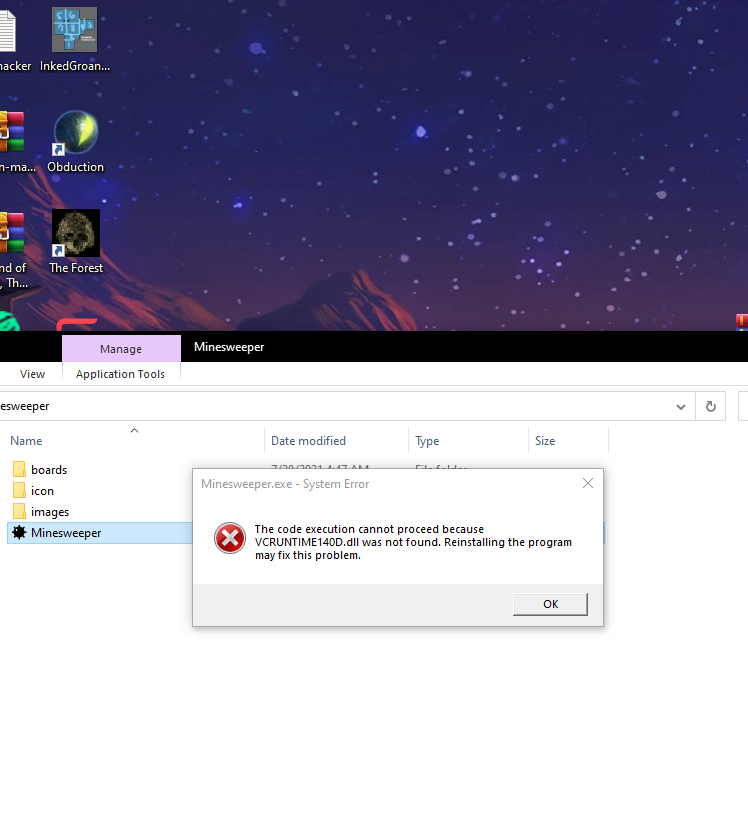 hacker
InkedGroan...
m-ma...
Obduction
nd of
, Th...
The Forest
Manage
Minesweeper
View
Application Tools
esweeper
Name
Date modified
Type
Size
boards
7/28/2021 4:47 AM
File folder
icon
images
Minesweeper
Minesweeper.exe - System Error
The code execution cannot proceed because
VCRUNTIME140D.dll was not found. Reinstalling the program
may fix this problem.
OK